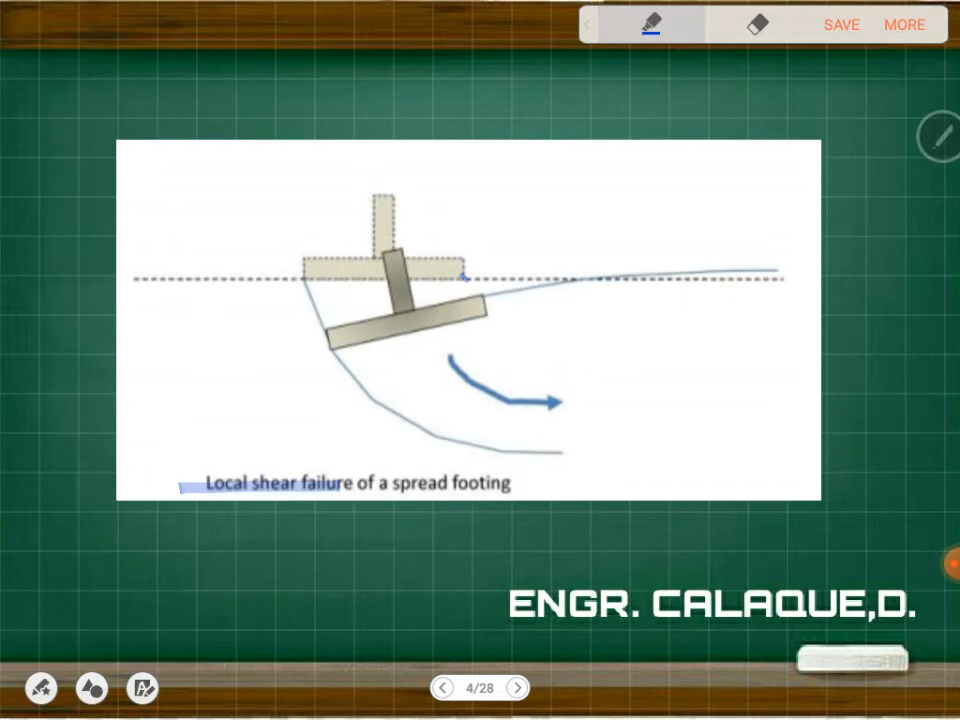 SAVE
MORE
Local shear failure of a spread footing
ENGR. CALAQUE,D.
4/28